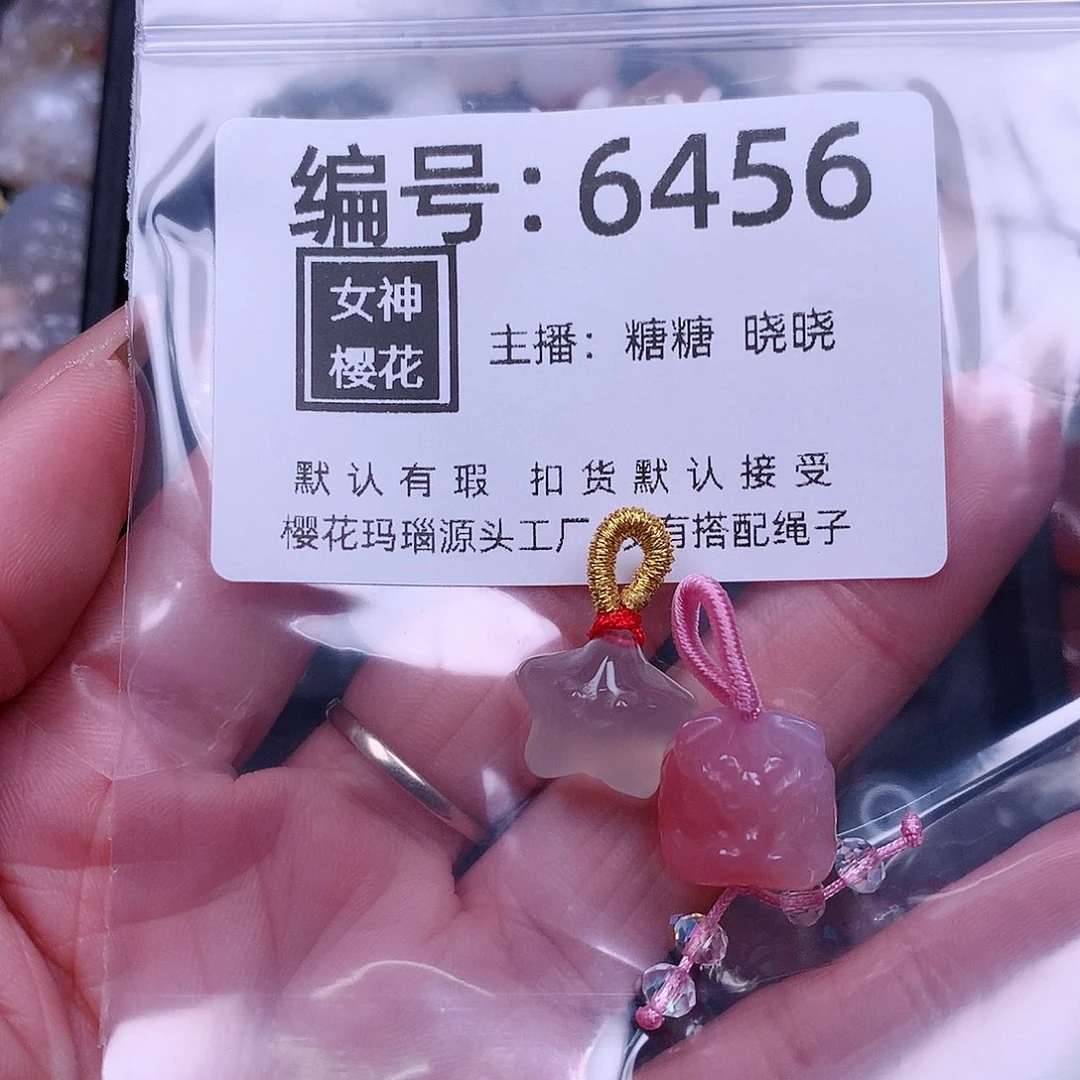 编号:6456
女神
樱花
主播: 糖糖 晓晓
默认有瑕 扣货默认接受
樱花玛瑙源头工厂 有搭配绳子